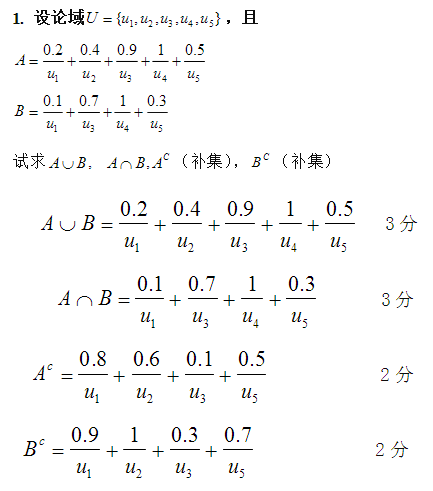 1. 设论域 U = {u₁, u₂, u₃, u₄, u₅} ，且
A = 0.2/u₁ + 0.4/u₂ + 0.9/u₃ + 1/u₄ + 0.5/u₅
B = 0.1/u₁ + 0.7/u₃ + 1/u₄ + 0.3/u₅
试求 A∪B, A∩B, Aᶜ（补集），Bᶜ（补集）
A∪B = 0.2/u₁ + 0.4/u₂ + 0.9/u₃ + 1/u₄ + 0.5/u₅ 3 分
A∩B = 0.1/u₁ + 0.7/u₃ + 1/u₄ + 0.3/u₅ 3 分
Aᶜ = 0.8/u₁ + 0.6/u₂ + 0.1/u₃ + 0.5/u₅ 2 分
Bᶜ = 0.9/u₁ + 1/u₂ + 0.3/u₃ + 0.7/u₅ 2 分